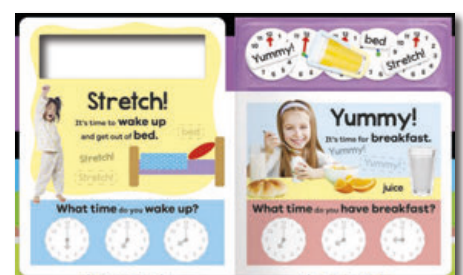 Stretch!
It's time to wake up
and get out of bed.
bed
Stretch!
Stretch!
What time do you wake up?
Yummy!
bed
Stretch!
Yummy!
It's time for breakfast.
Yummy!
Yummy!
juice
What time do you have breakfast?